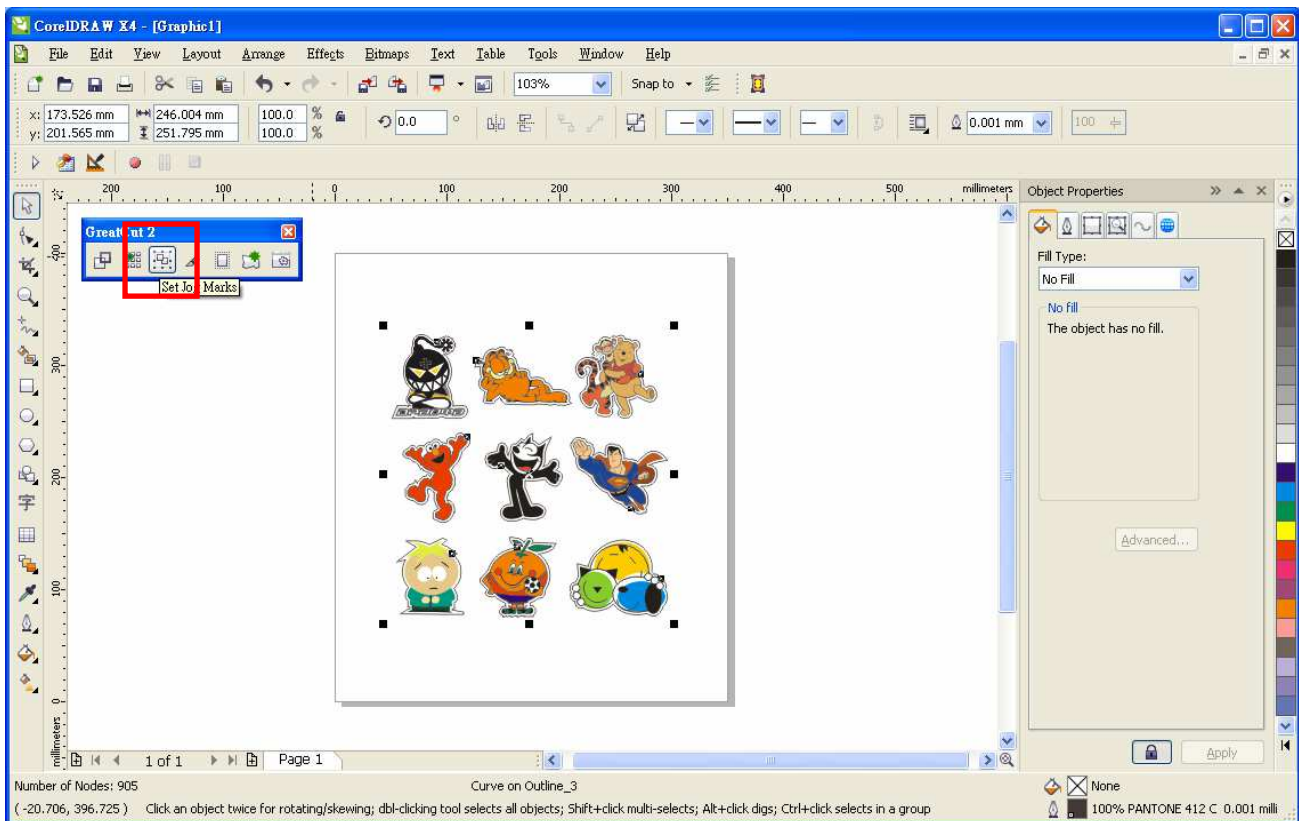 CorelDRAW X4 - [Graphic1]
File Edit View Layout Arrange Effects Bitmaps Text Table Tools Window Help
103% Snap to
x: 173.526 mm 246.004 mm 100.0 %
y: 201.565 mm 251.795 mm 100.0 %
0.0 ° 0.001 mm 100
200 100 0 100 200 300 400 500 millimeters
Object Properties
GreatCut 2
Set Job Marks
Fill Type:
No Fill
No fill
The object has no fill.
Advanced...
400
300
200
100
0
millimeters
字
1 of 1 Page 1
Apply
Number of Nodes: 905 Curve on Outline_3 None
( -20.706, 396.725 ) Click an object twice for rotating/skewing; dbl-clicking tool selects all objects; Shift+click multi-selects; Alt+click digs; Ctrl+click selects in a group 100% PANTONE 412 C 0.001 milli